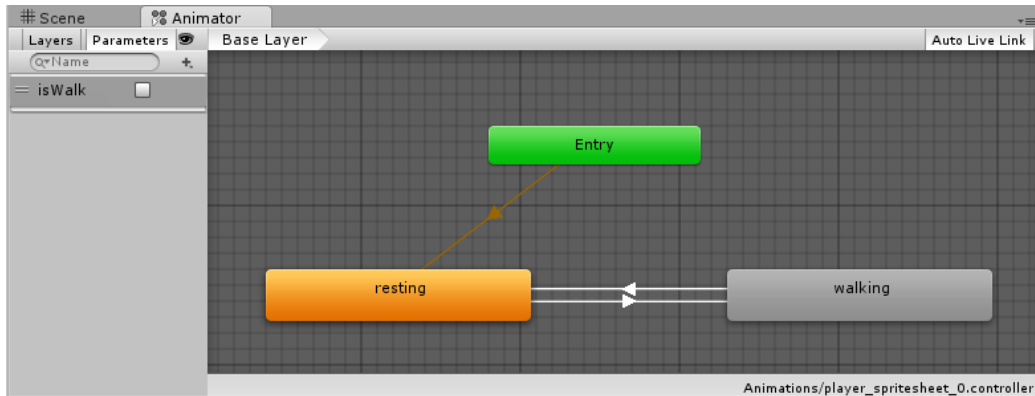 Scene
Animator
Layers
Parameters
Base Layer
Auto Live Link
Name
isWalk
Entry
resting
walking
Animations/player_spritesheet_0.controller